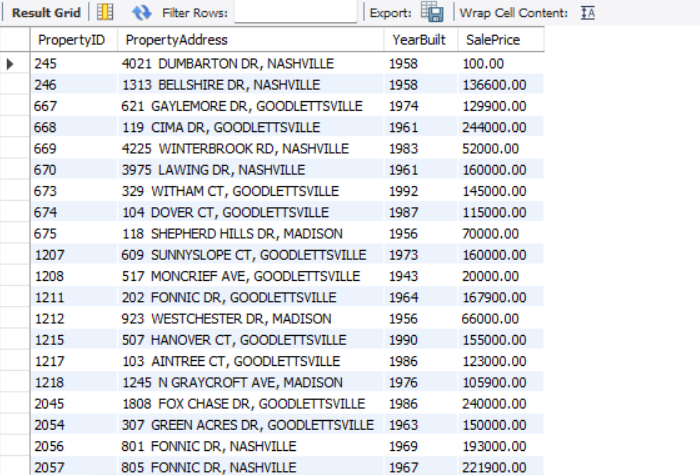 Result Grid Filter Rows: Export: Wrap Cell Content:
PropertyID PropertyAddress YearBuilt SalePrice
245 4021 DUMBARTON DR, NASHVILLE 1958 100.00
246 1313 BELLSHIRE DR, NASHVILLE 1958 136600.00
667 621 GAYLEMORE DR, GOODLETTSVILLE 1974 129900.00
668 119 CIMA DR, GOODLETTSVILLE 1961 244000.00
669 4225 WINTERBROOK RD, NASHVILLE 1983 52000.00
670 3975 LAWING DR, NASHVILLE 1961 160000.00
673 329 WITHAM CT, GOODLETTSVILLE 1992 145000.00
674 104 DOVER CT, GOODLETTSVILLE 1987 115000.00
675 118 SHEPHERD HILLS DR, MADISON 1956 70000.00
1207 609 SUNNYSLOPE CT, GOODLETTSVILLE 1973 160000.00
1208 517 MONCRIEF AVE, GOODLETTSVILLE 1943 20000.00
1211 202 FONNIC DR, GOODLETTSVILLE 1964 167900.00
1212 923 WESTCHESTER DR, MADISON 1956 66000.00
1215 507 HANOVER CT, GOODLETTSVILLE 1990 155000.00
1217 103 AINTREE CT, GOODLETTSVILLE 1986 123000.00
1218 1245 N GRAYCROFT AVE, MADISON 1976 105900.00
2045 1808 FOX CHASE DR, GOODLETTSVILLE 1986 240000.00
2054 307 GREEN ACRES DR, GOODLETTSVILLE 1963 150000.00
2056 801 FONNIC DR, NASHVILLE 1969 193000.00
2057 805 FONNIC DR, NASHVILLE 1967 221900.00